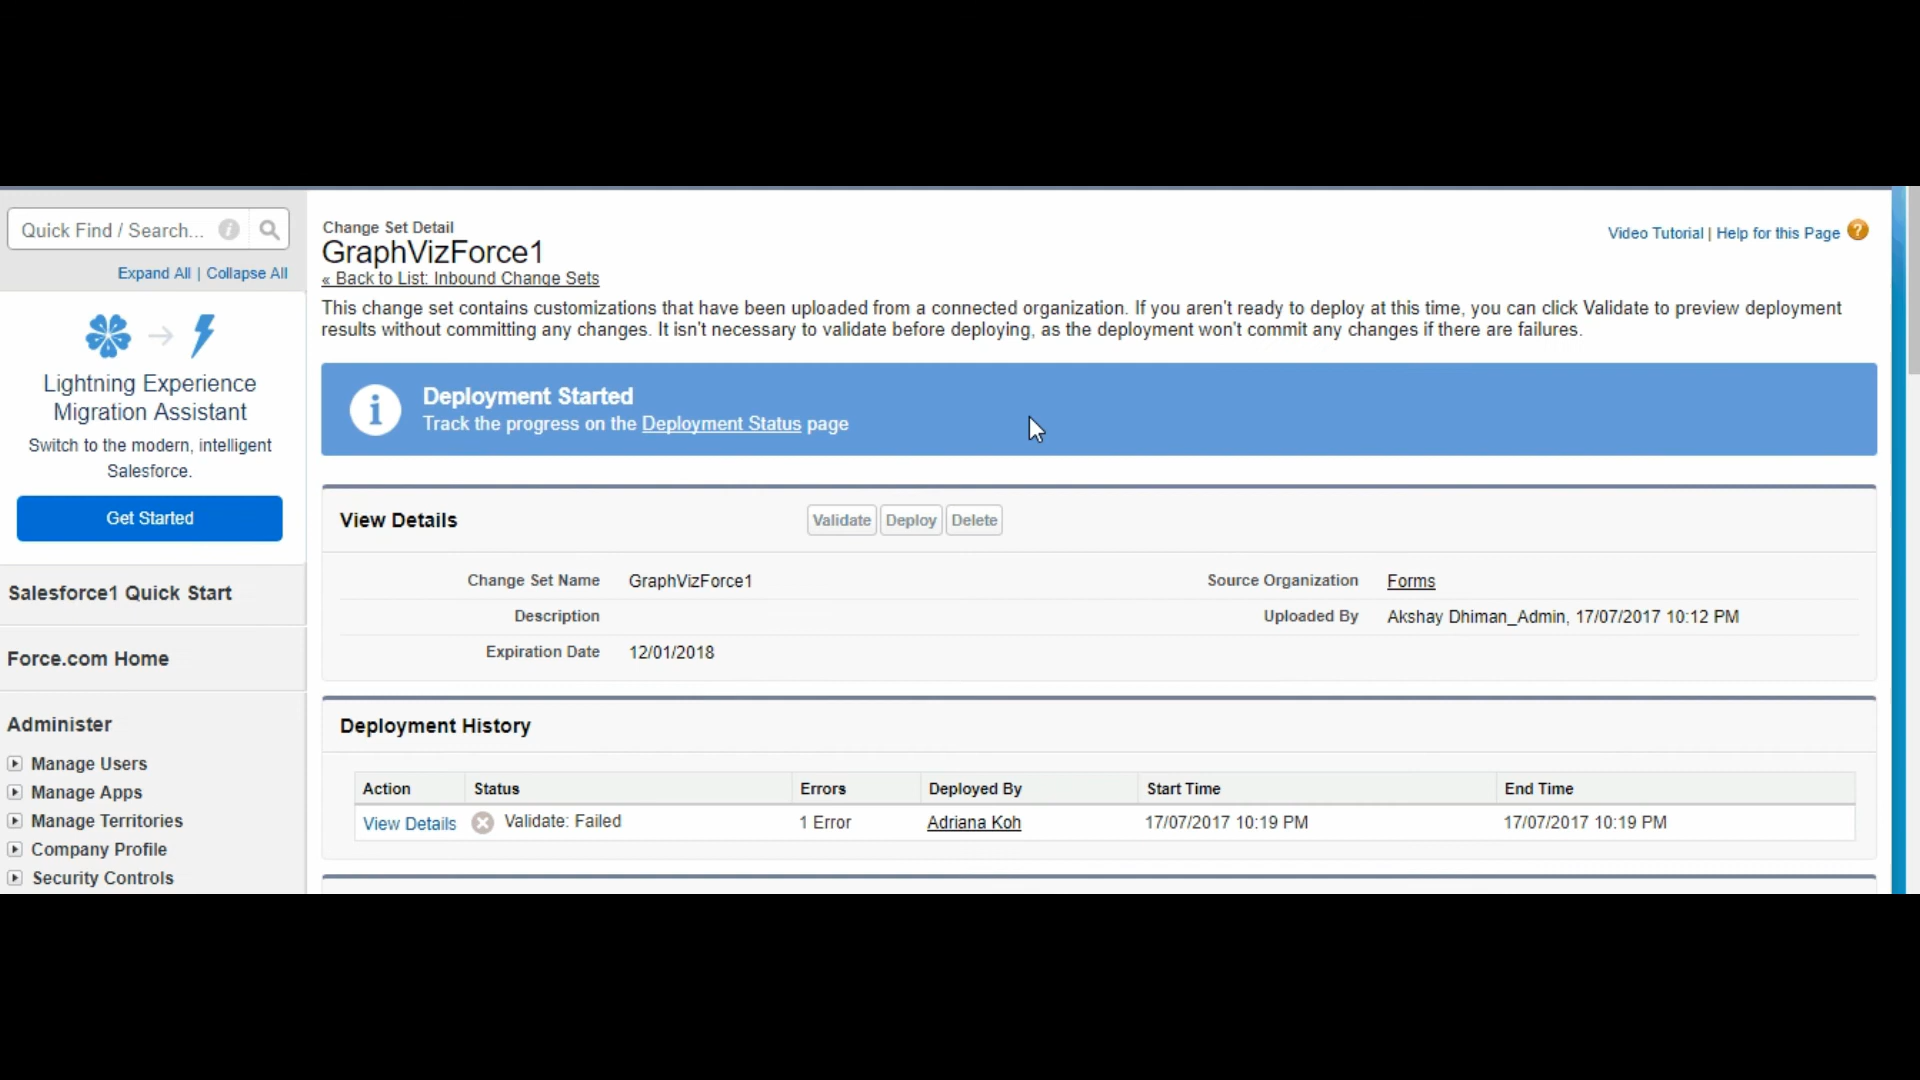 Quick Find / Search...
Expand All | Collapse All
Lightning Experience
Migration Assistant
Switch to the modern, intelligent
Salesforce.
Get Started
Salesforce1 Quick Start
Force.com Home
Administer
Manage Users
Manage Apps
Manage Territories
Company Profile
Security Controls
Change Set Detail
GraphVizForce1
« Back to List: Inbound Change Sets
Video Tutorial | Help for this Page ?
This change set contains customizations that have been uploaded from a connected organization. If you aren't ready to deploy at this time, you can click Validate to preview deployment
results without committing any changes. It isn't necessary to validate before deploying, as the deployment won't commit any changes if there are failures.
Deployment Started
Track the progress on the Deployment Status page
View Details Validate Deploy Delete
Change Set Name GraphVizForce1 Source Organization Forms
Description Uploaded By Akshay Dhiman_Admin, 17/07/2017 10:12 PM
Expiration Date 12/01/2018
Deployment History
Action Status Errors Deployed By Start Time End Time
View Details Validate: Failed 1 Error Adriana Koh 17/07/2017 10:19 PM 17/07/2017 10:19 PM